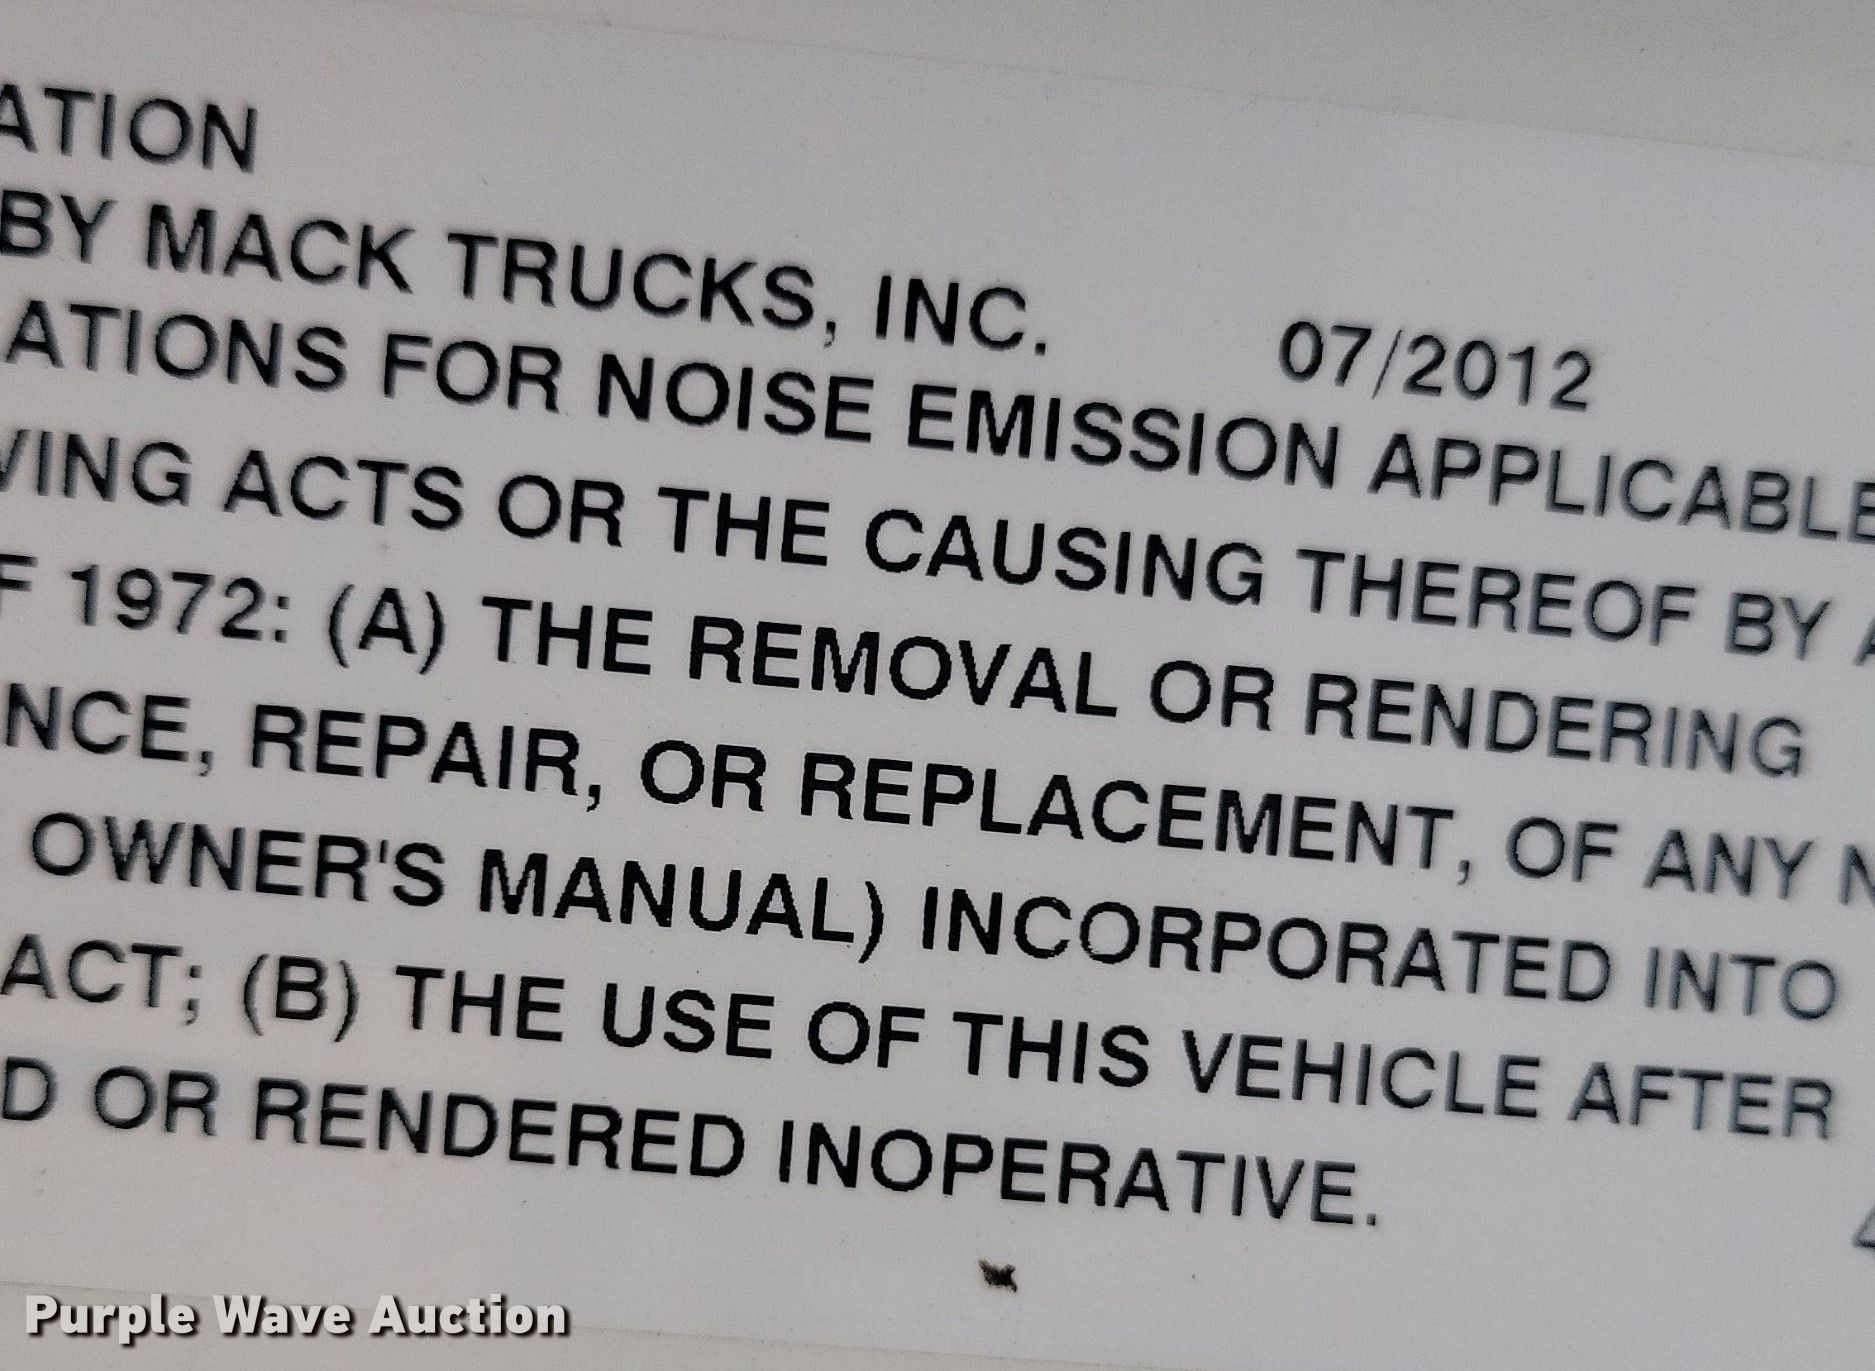 ATION
BY MACK TRUCKS, INC. 07/2012
ATIONS FOR NOISE EMISSION APPLICABLE
VING ACTS OR THE CAUSING THEREOF BY A
F 1972: (A) THE REMOVAL OR RENDERING
NCE, REPAIR, OR REPLACEMENT, OF ANY N
OWNER'S MANUAL) INCORPORATED INTO
ACT; (B) THE USE OF THIS VEHICLE AFTER
D OR RENDERED INOPERATIVE.
Purple Wave Auction